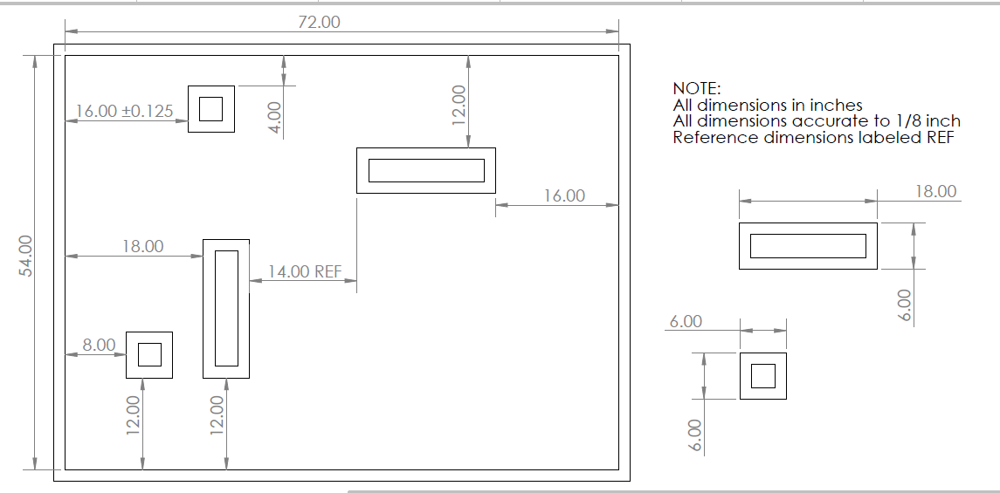 72.00
NOTE:
All dimensions in inches
All dimensions accurate to 1/8 inch
Reference dimensions labeled REF
16.00 ±0.125
4.00
12.00
16.00
18.00
54.00
18.00
14.00 REF
6.00
6.00
8.00
12.00
12.00
6.00